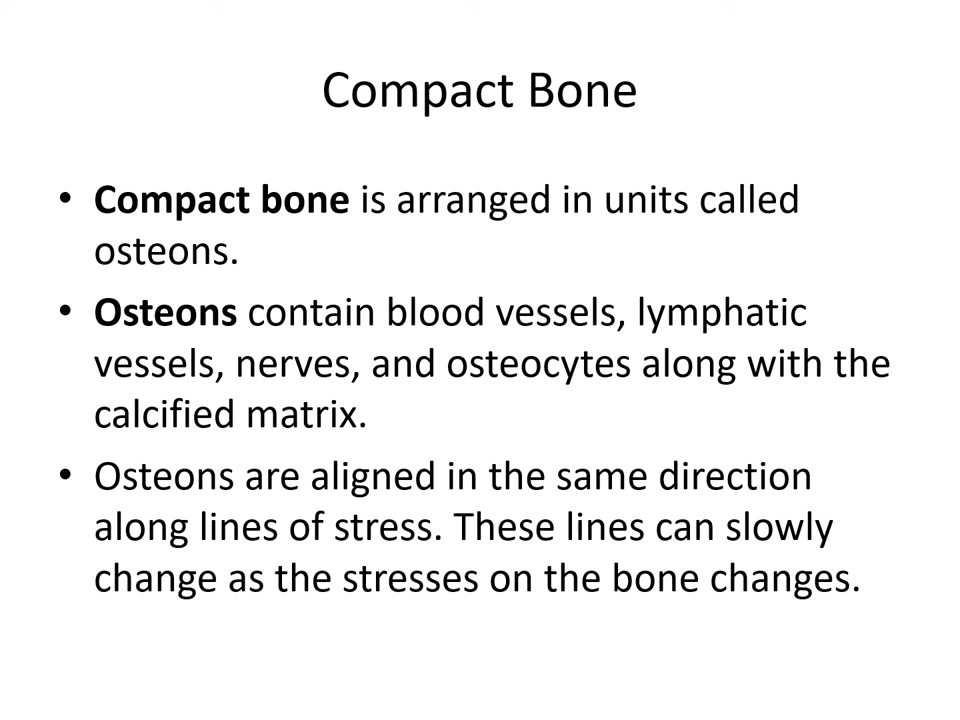 Compact Bone
• Compact bone is arranged in units called
osteons.
• Osteons contain blood vessels, lymphatic
vessels, nerves, and osteocytes along with the
calcified matrix.
• Osteons are aligned in the same direction
along lines of stress. These lines can slowly
change as the stresses on the bone changes.